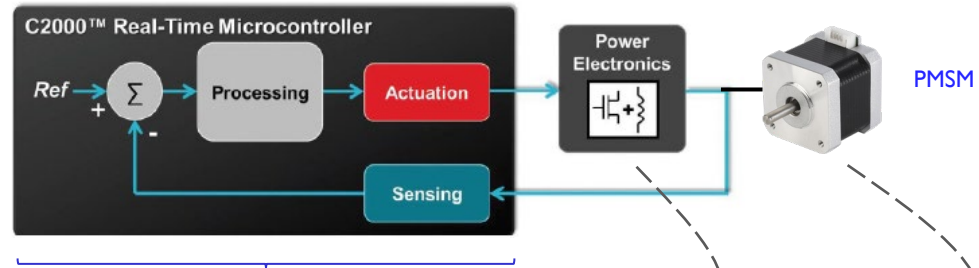 C2000™ Real-Time Microcontroller
Ref
+
Σ
-
Processing
Actuation
Power
Electronics
+
PMSM
Sensing